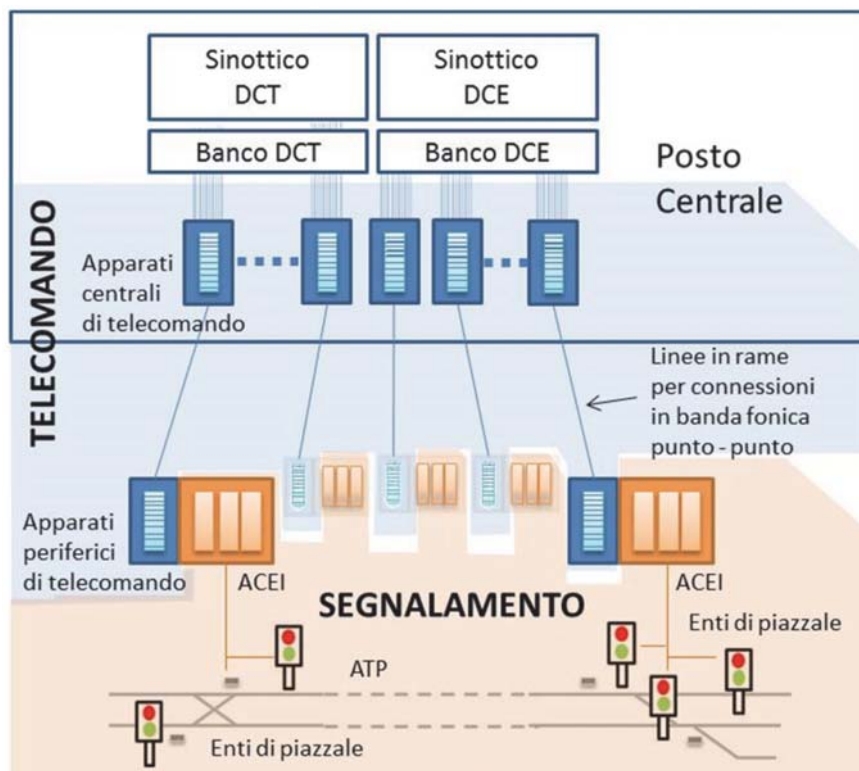 Sinottico
DCT
Sinottico
DCE
Banco DCT
Banco DCE
Posto
Centrale
TELECOMANDO
Apparati
centrali
di telecomando
Linee in rame
per connessioni
in banda fonica
punto - punto
Apparati
periferici
di telecomando
ACEI
ACEI
SEGNALAMENTO
Enti di piazzale
ATP
Enti di piazzale